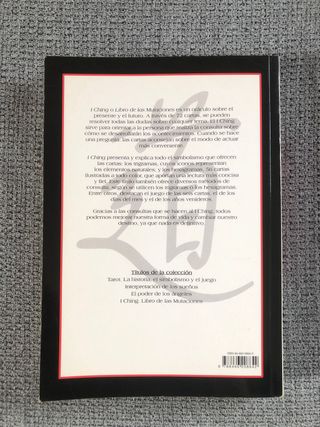 I Ching o Libro de las Mutaciones es un oráculo sobre el
presente y el futuro. A través de 72 cartas, se pueden
resolver todas las dudas sobre cualquier tema. El I Ching
sirve para orientar a la persona que realiza la consulta sobre
cómo se desarrollarán los acontecimientos. Cuando se hace
una pregunta, las cartas aconsejan sobre el modo de actuar
más conveniente.
I Ching presenta y explica todo el simbolismo que ofrecen
las cartas: los trigramas, cuyos iconos representan
los elementos naturales, y los hexagramas. 56 cartas
ilustradas a todo color, que aportan una lectura más concisa
y fiel. Este libro también ofrece diversos métodos de
consulta, según se utilicen los trigramas o los hexagramas.
Entre otros, destacan el juego de las seis cartas, el de los
días del mes y el de los años venideros.
Gracias a las consultas que se hacen al I Ching, todos
podemos mejorar nuestra forma de vida y cambiar nuestro
destino, ya que nada es definitivo.
Títulos de la colección
Tarot. La historia, el simbolismo y el juego
Interpretación de los sueños
El poder de los ángeles
I Ching. Libro de las Mutaciones